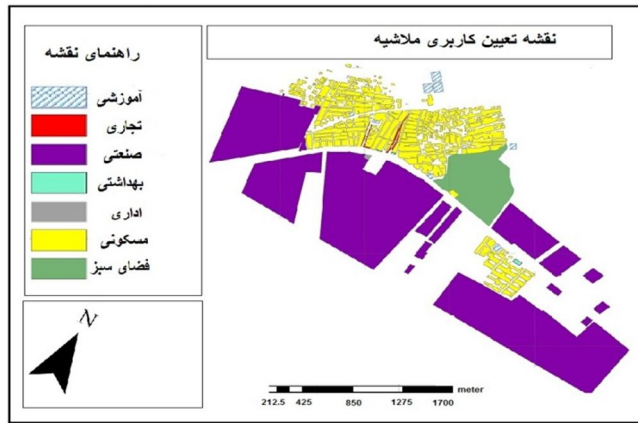 نقشه تعیین کاربری ملاشیه
راهنمای نقشه
آموزشی
تجاری
صنعتی
بهداشتی
اداری
مسکونی
فضای سبز
N
meter
212.5 425 850 1275 1700